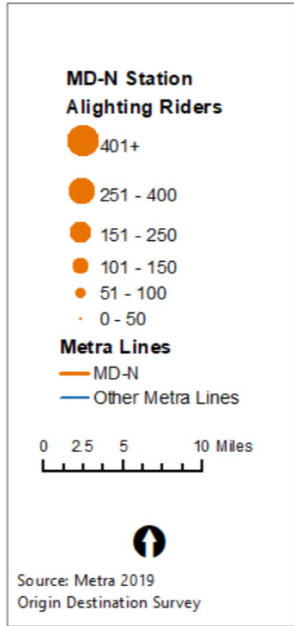 MD-N Station
Alighting Riders
401+
251 - 400
151 - 250
101 - 150
51 - 100
0 - 50
Metra Lines
MD-N
Other Metra Lines
0 2.5 5 10 Miles
Source: Metra 2019
Origin Destination Survey